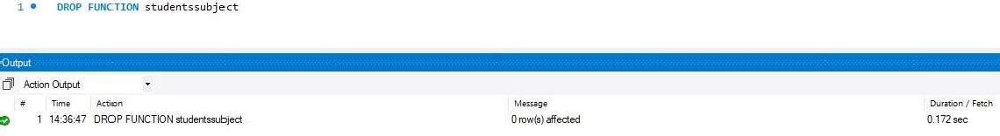 1 DROP FUNCTION studentssubject
Output
Action Output
# Time Action Message Duration / Fetch
1 14:36:47 DROP FUNCTION studentssubject 0 row(s) affected 0.172 sec